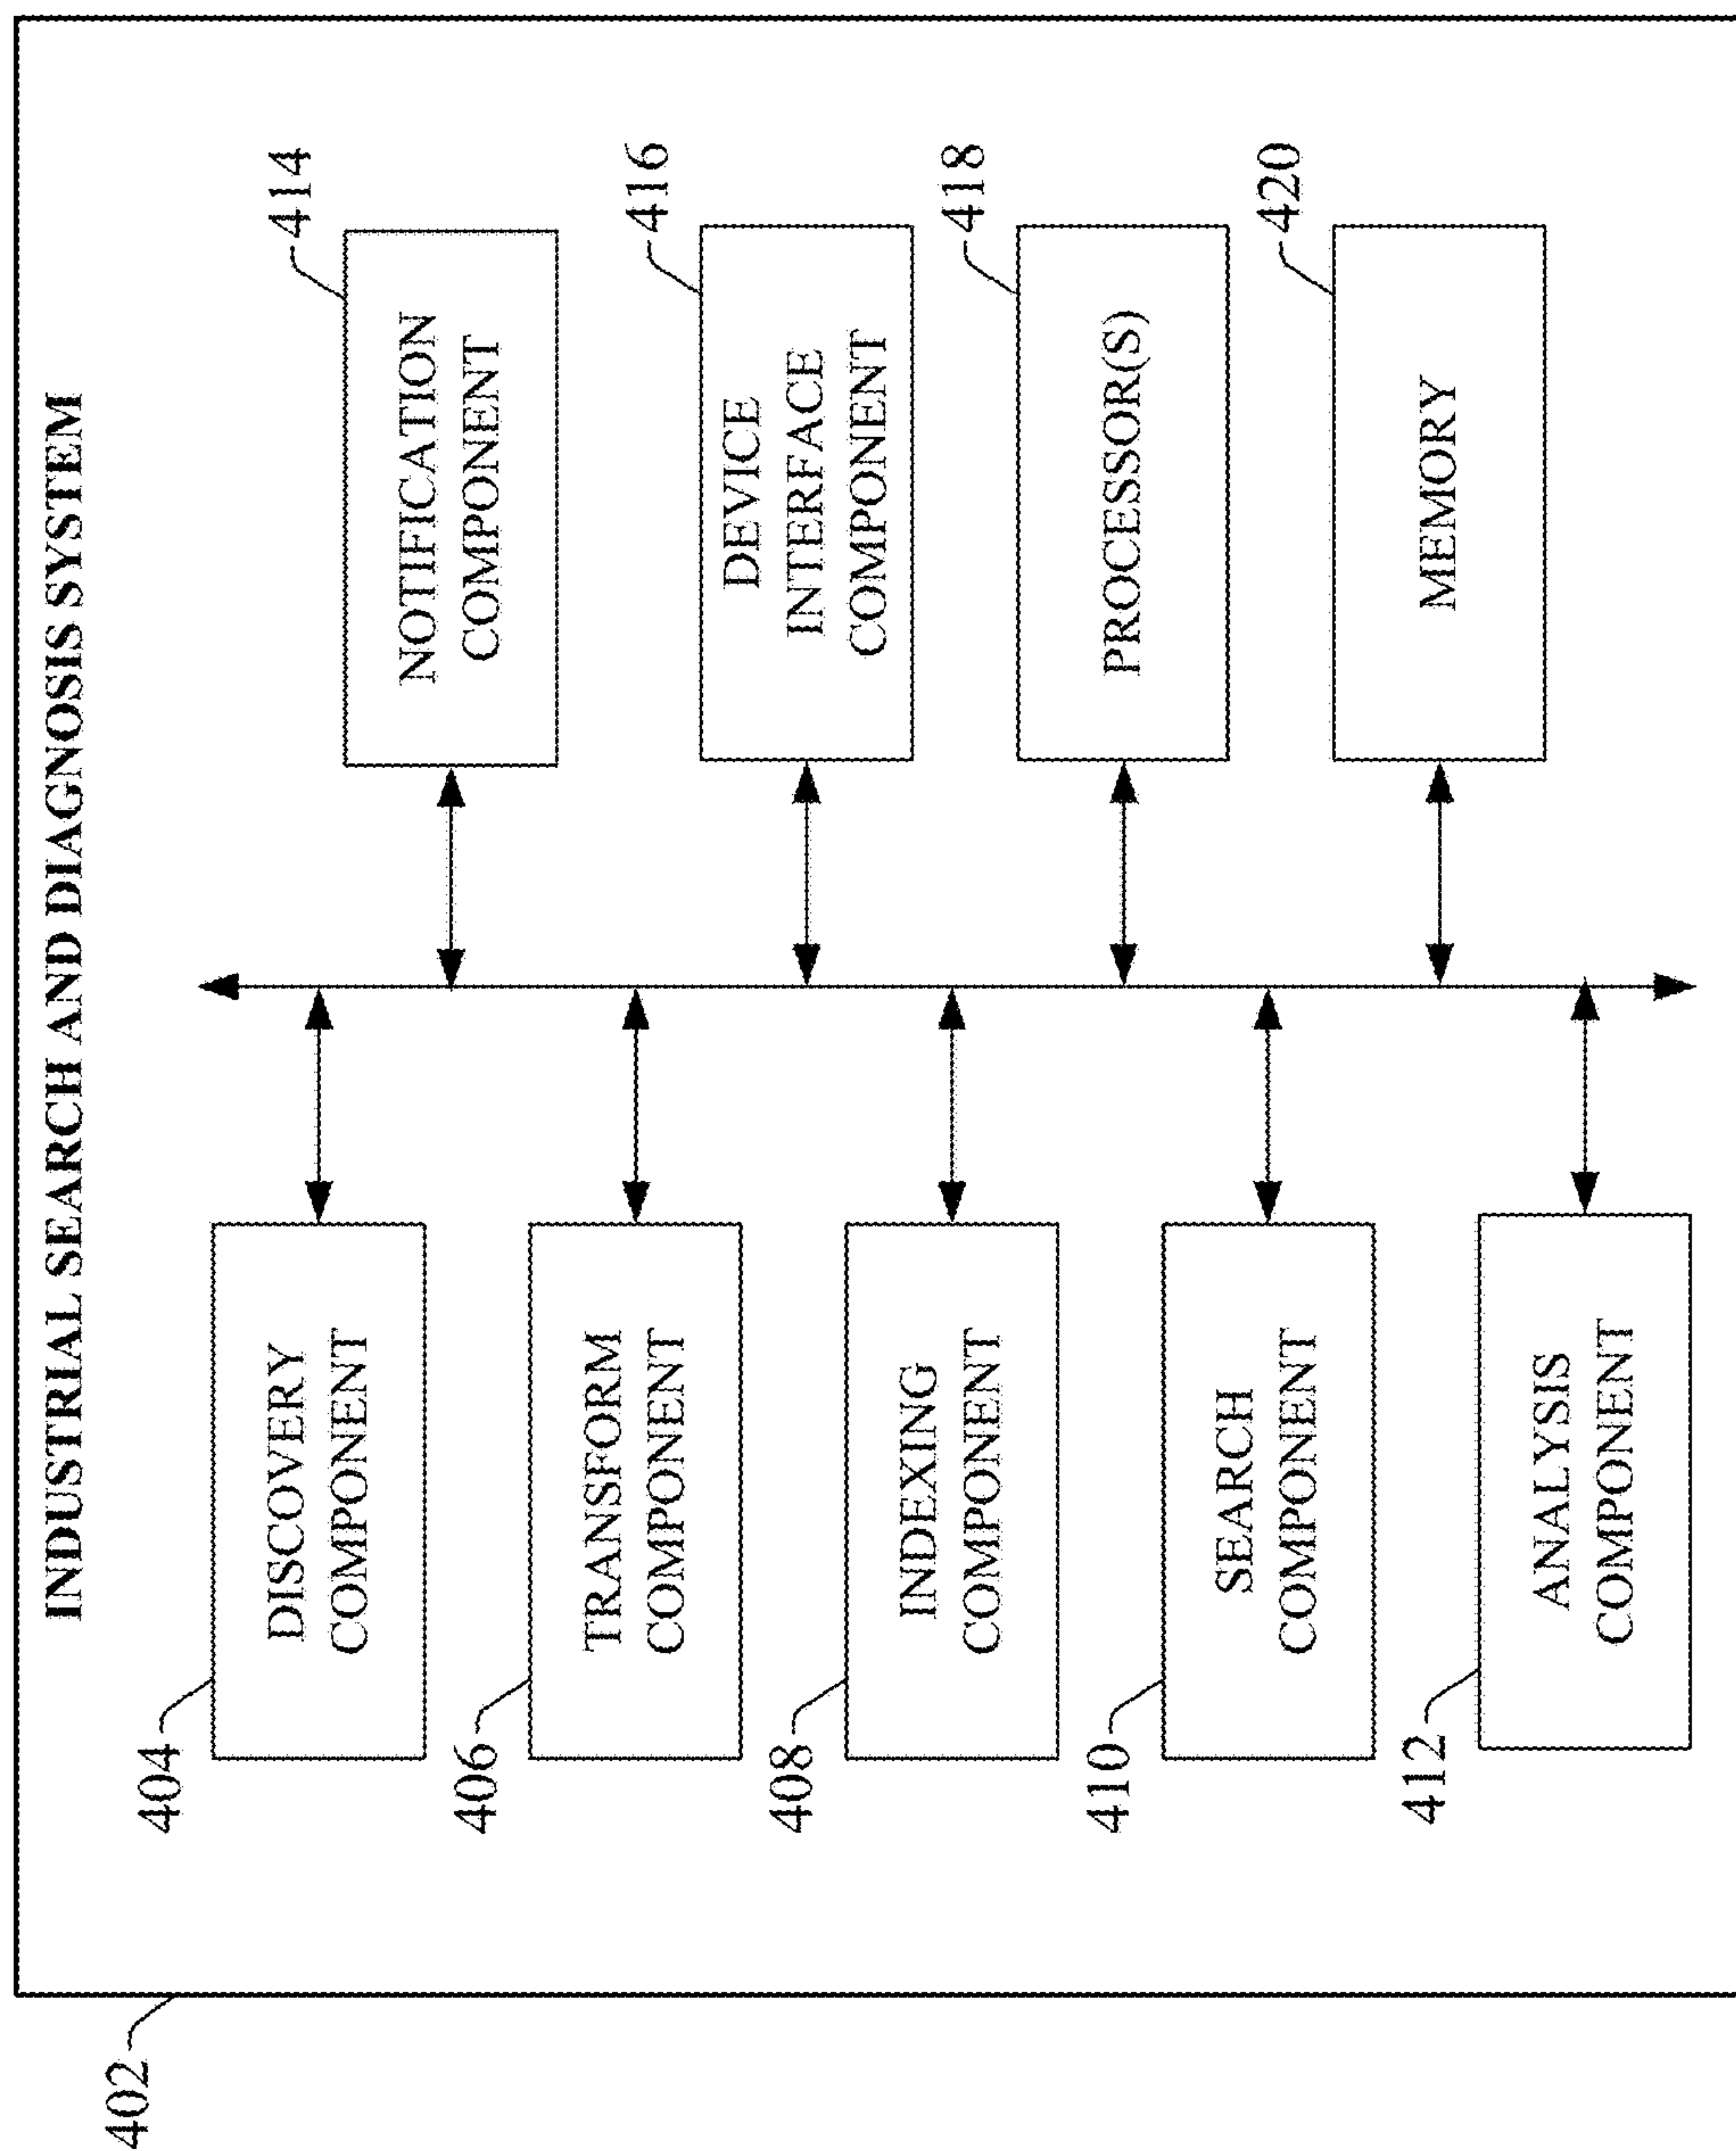 INDUSTRIAL SEARCH AND DIAGNOSIS SYSTEM
402
404
DISCOVERY
COMPONENT
406
TRANSFORM
COMPONENT
408
INDEXING
COMPONENT
410
SEARCH
COMPONENT
412
ANALYSIS
COMPONENT
414
NOTIFICATION
COMPONENT
416
DEVICE
INTERFACE
COMPONENT
418
PROCESSOR(S)
420
MEMORY